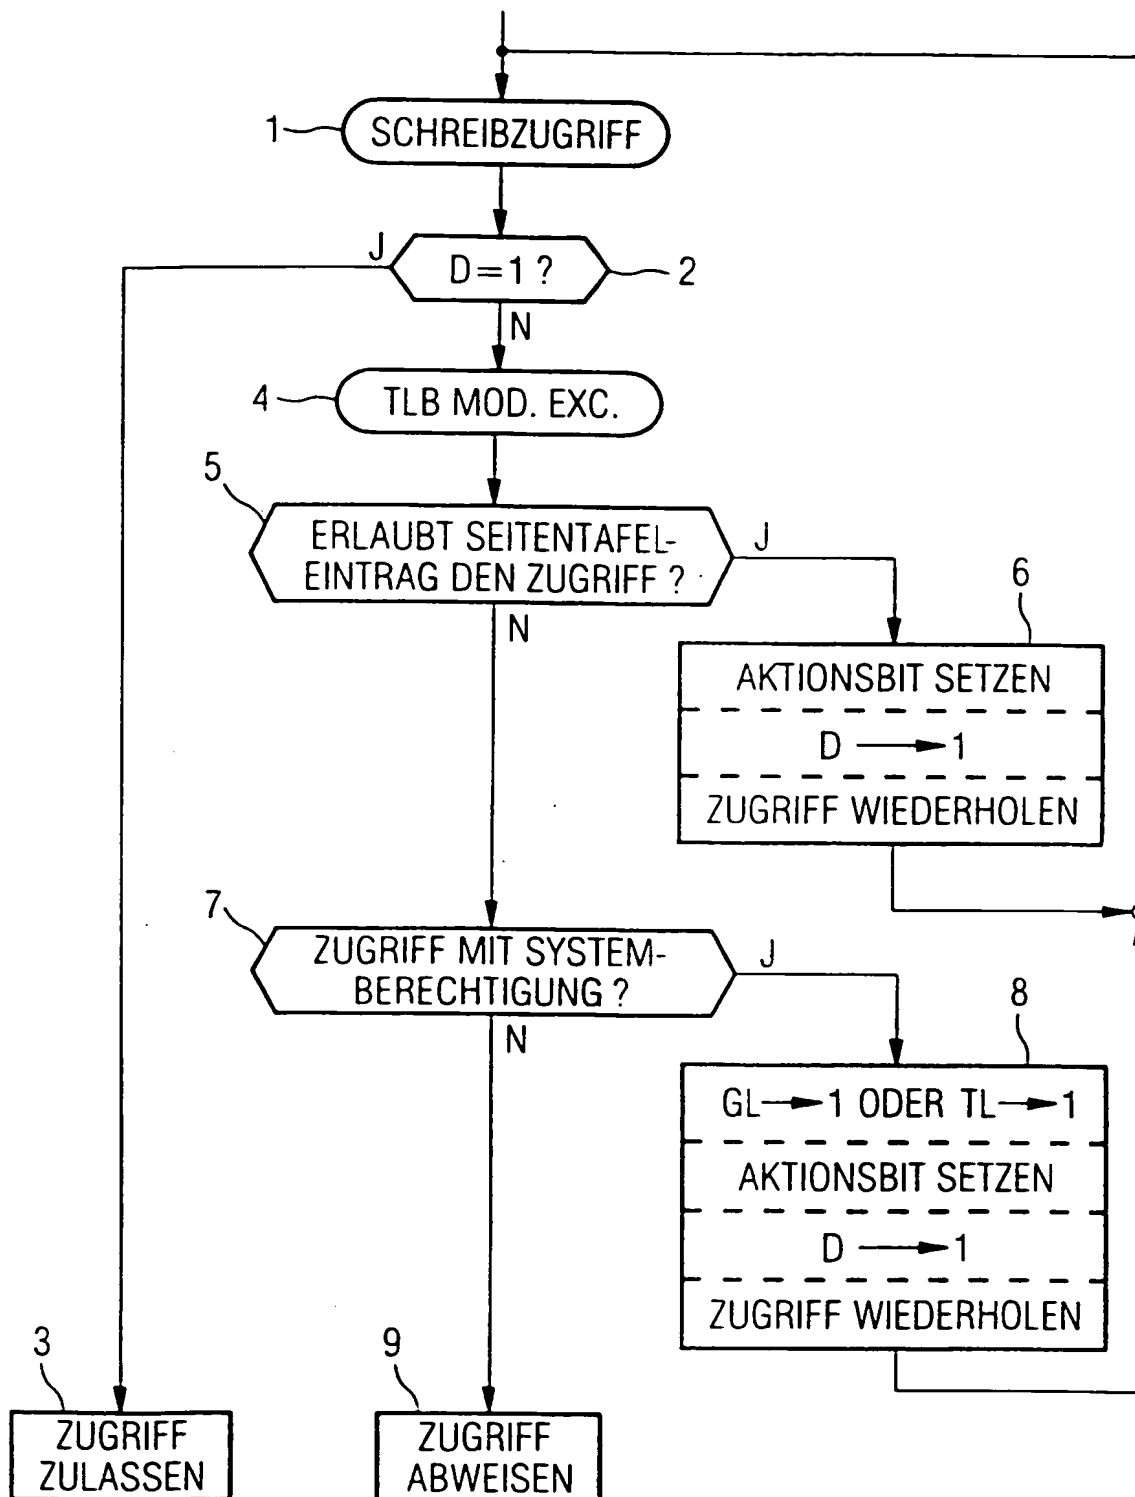 1 SCHREIBZUGRIFF
J
D=1 ? 2
N
4 TLB MOD. EXC.
5
ERLAUBT SEITENTAFEL-
EINTRAG DEN ZUGRIFF ?
J
N
6
AKTIONSBIT SETZEN
D → 1
ZUGRIFF WIEDERHOLEN
7
ZUGRIFF MIT SYSTEM-
BERECHTIGUNG ?
J
N
8
GL → 1 ODER TL → 1
AKTIONSBIT SETZEN
D → 1
ZUGRIFF WIEDERHOLEN
3
ZUGRIFF
ZULASSEN
9
ZUGRIFF
ABWEISEN